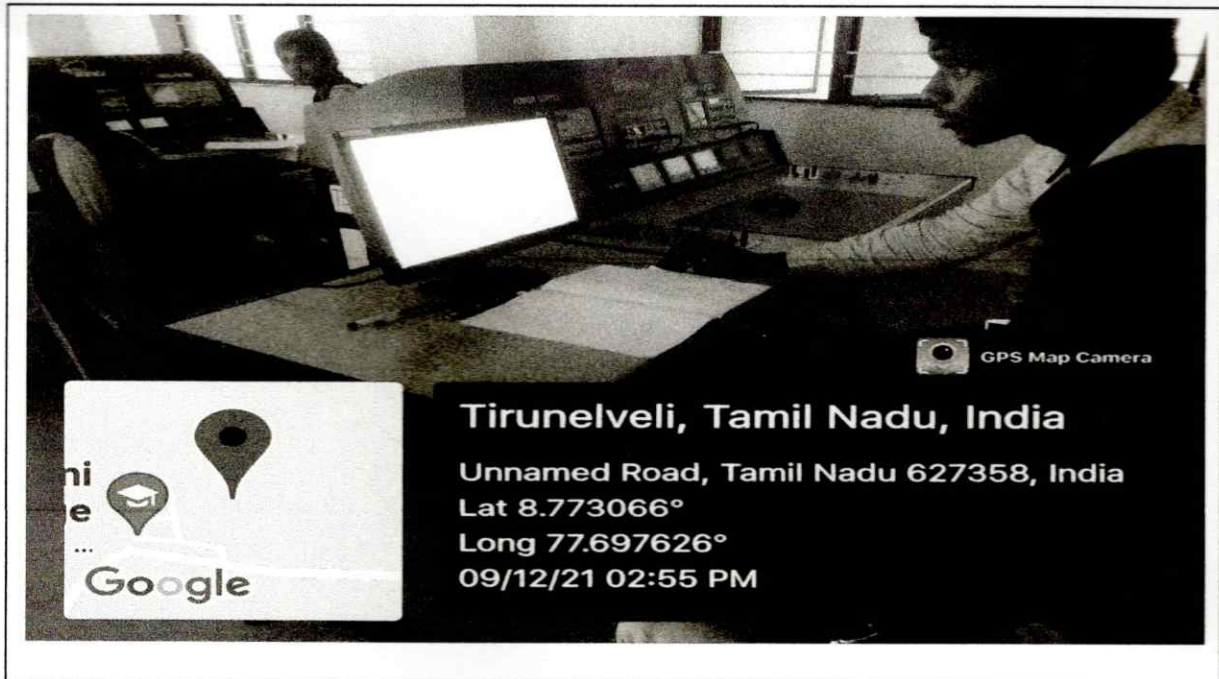 GPS Map Camera
Tirunelveli, Tamil Nadu, India
Unnamed Road, Tamil Nadu 627358, India
Lat 8.773066°
Long 77.697626°
09/12/21 02:55 PM
ni
e
...
Google